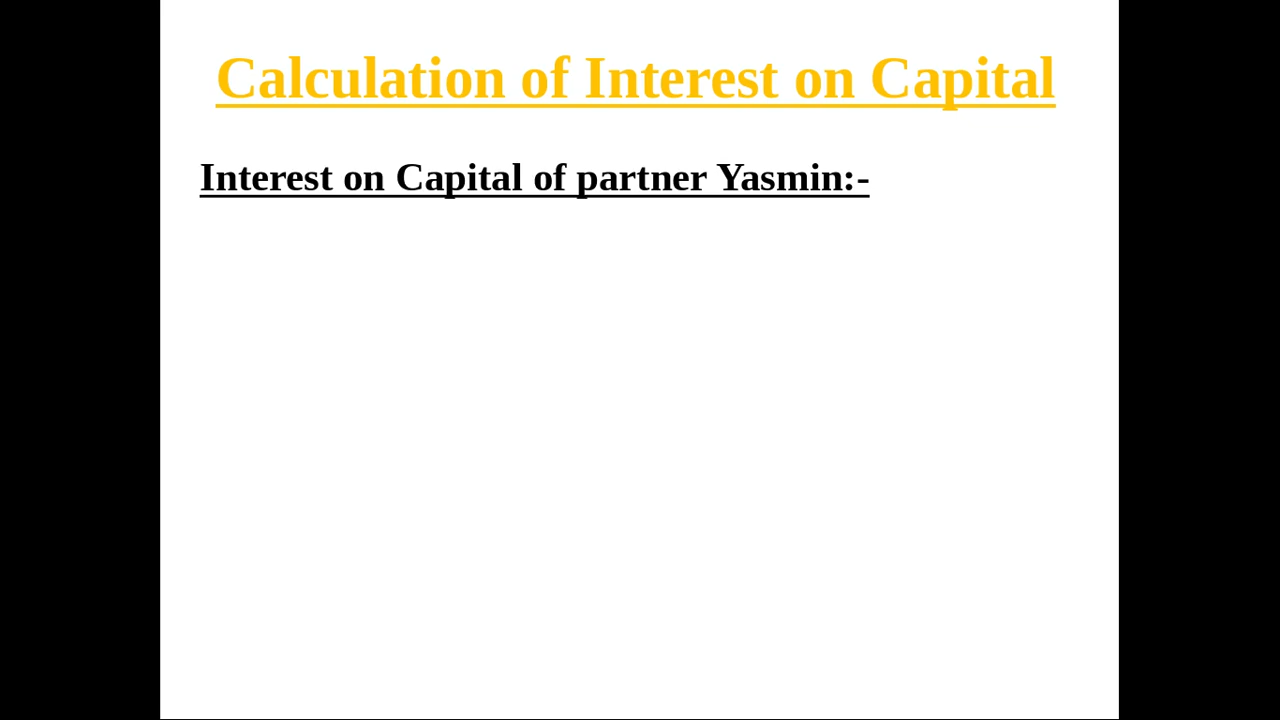 Calculation of Interest on Capital
Interest on Capital of partner Yasmin:-